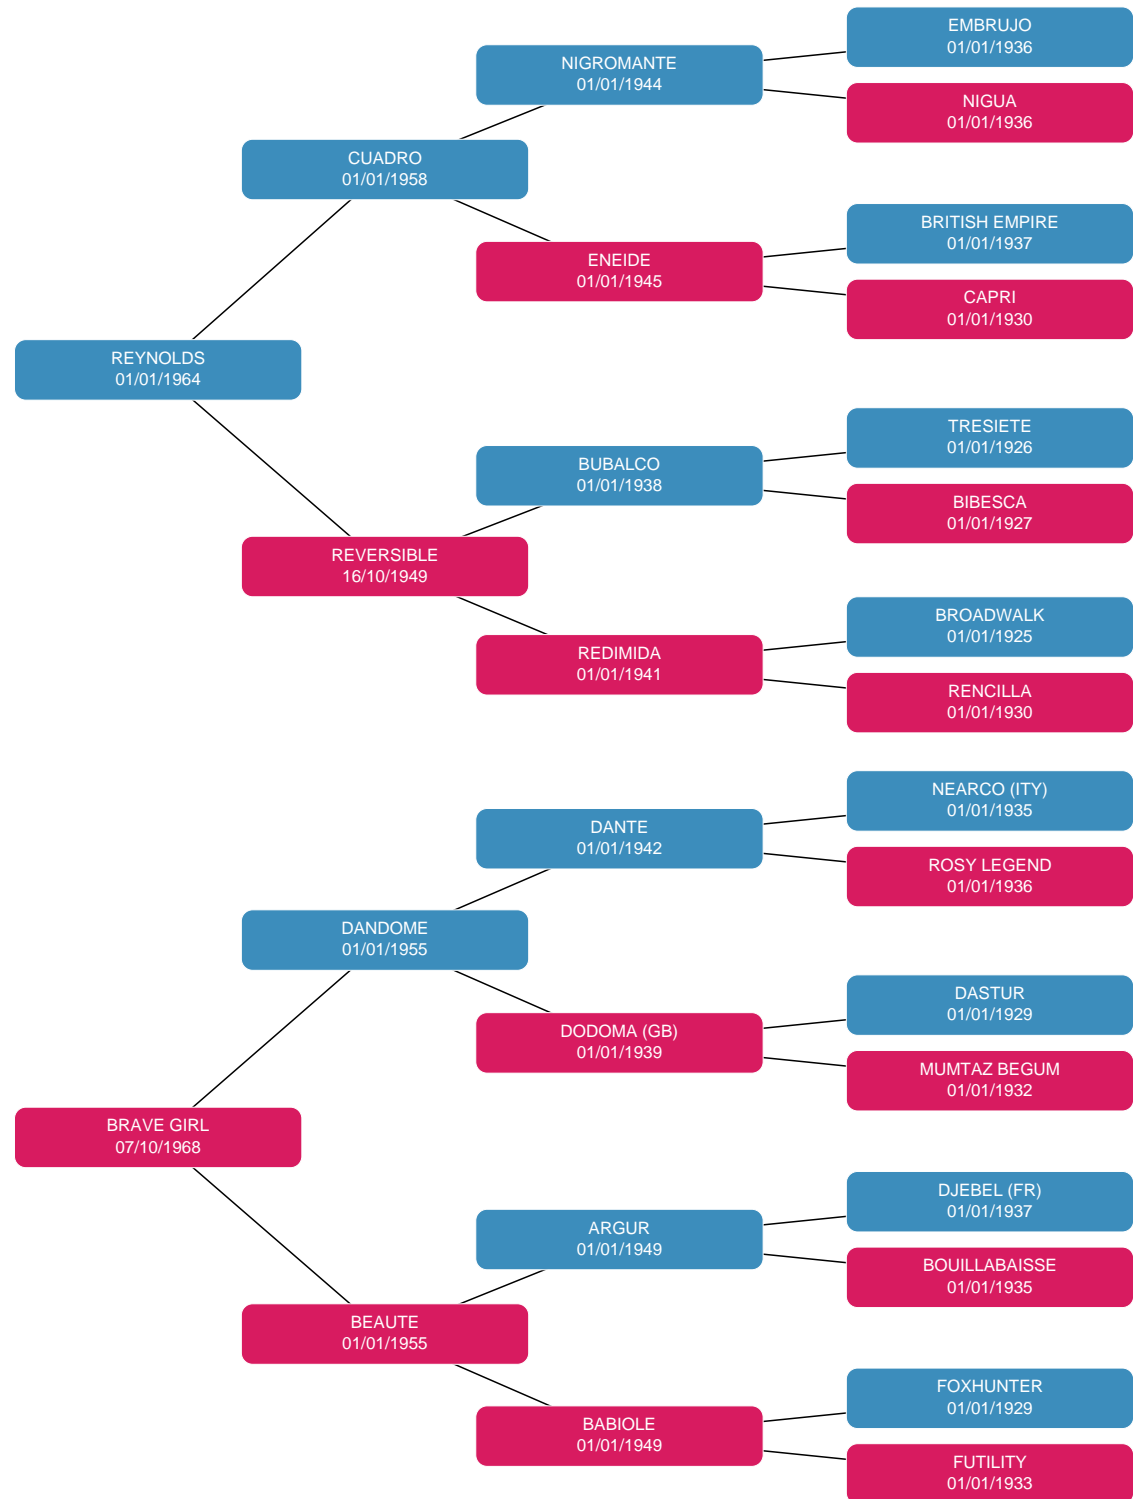 EMBRUJO
01/01/1936
NIGROMANTE
01/01/1944
NIGUA
01/01/1936
CUADRO
01/01/1958
BRITISH EMPIRE
01/01/1937
ENEIDE
01/01/1945
CAPRI
01/01/1930
REYNOLDS
01/01/1964
TRESIETE
01/01/1926
BUBALCO
01/01/1938
BIBESCA
01/01/1927
REVERSIBLE
16/10/1949
BROADWALK
01/01/1925
REDIMIDA
01/01/1941
RENCILLA
01/01/1930
NEARCO (ITY)
01/01/1935
DANTE
01/01/1942
ROSY LEGEND
01/01/1936
DANDOME
01/01/1955
DASTUR
01/01/1929
DODOMA (GB)
01/01/1939
MUMTAZ BEGUM
01/01/1932
BRAVE GIRL
07/10/1968
DJEBEL (FR)
01/01/1937
ARGUR
01/01/1949
BOUILLABAISSE
01/01/1935
BEAUTE
01/01/1955
FOXHUNTER
01/01/1929
BABIOLE
01/01/1949
FUTILITY
01/01/1933